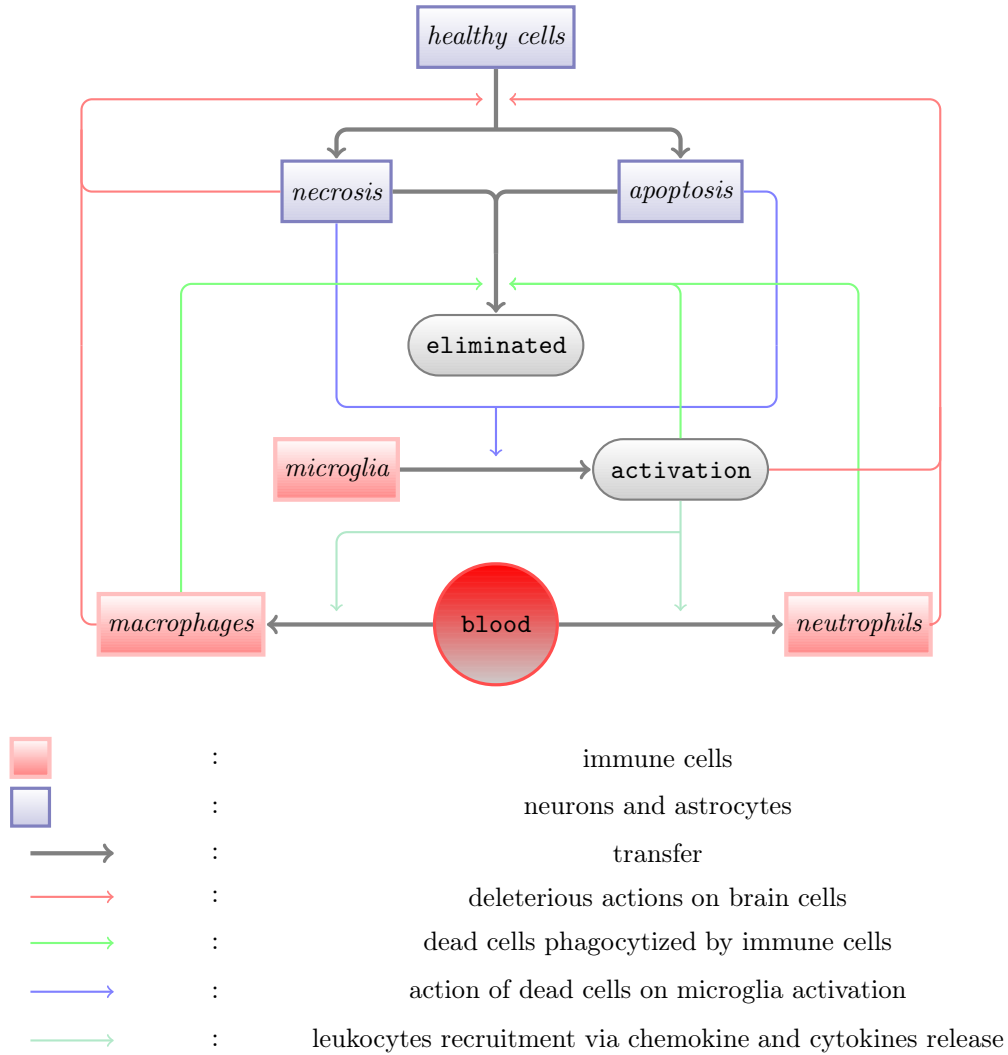 healthy cells
necrosis
apoptosis
eliminated
microglia
activation
macrophages
blood
neutrophils
: immune cells
: neurons and astrocytes
: transfer
: deleterious actions on brain cells
: dead cells phagocytized by immune cells
: action of dead cells on microglia activation
: leukocytes recruitment via chemokine and cytokines release